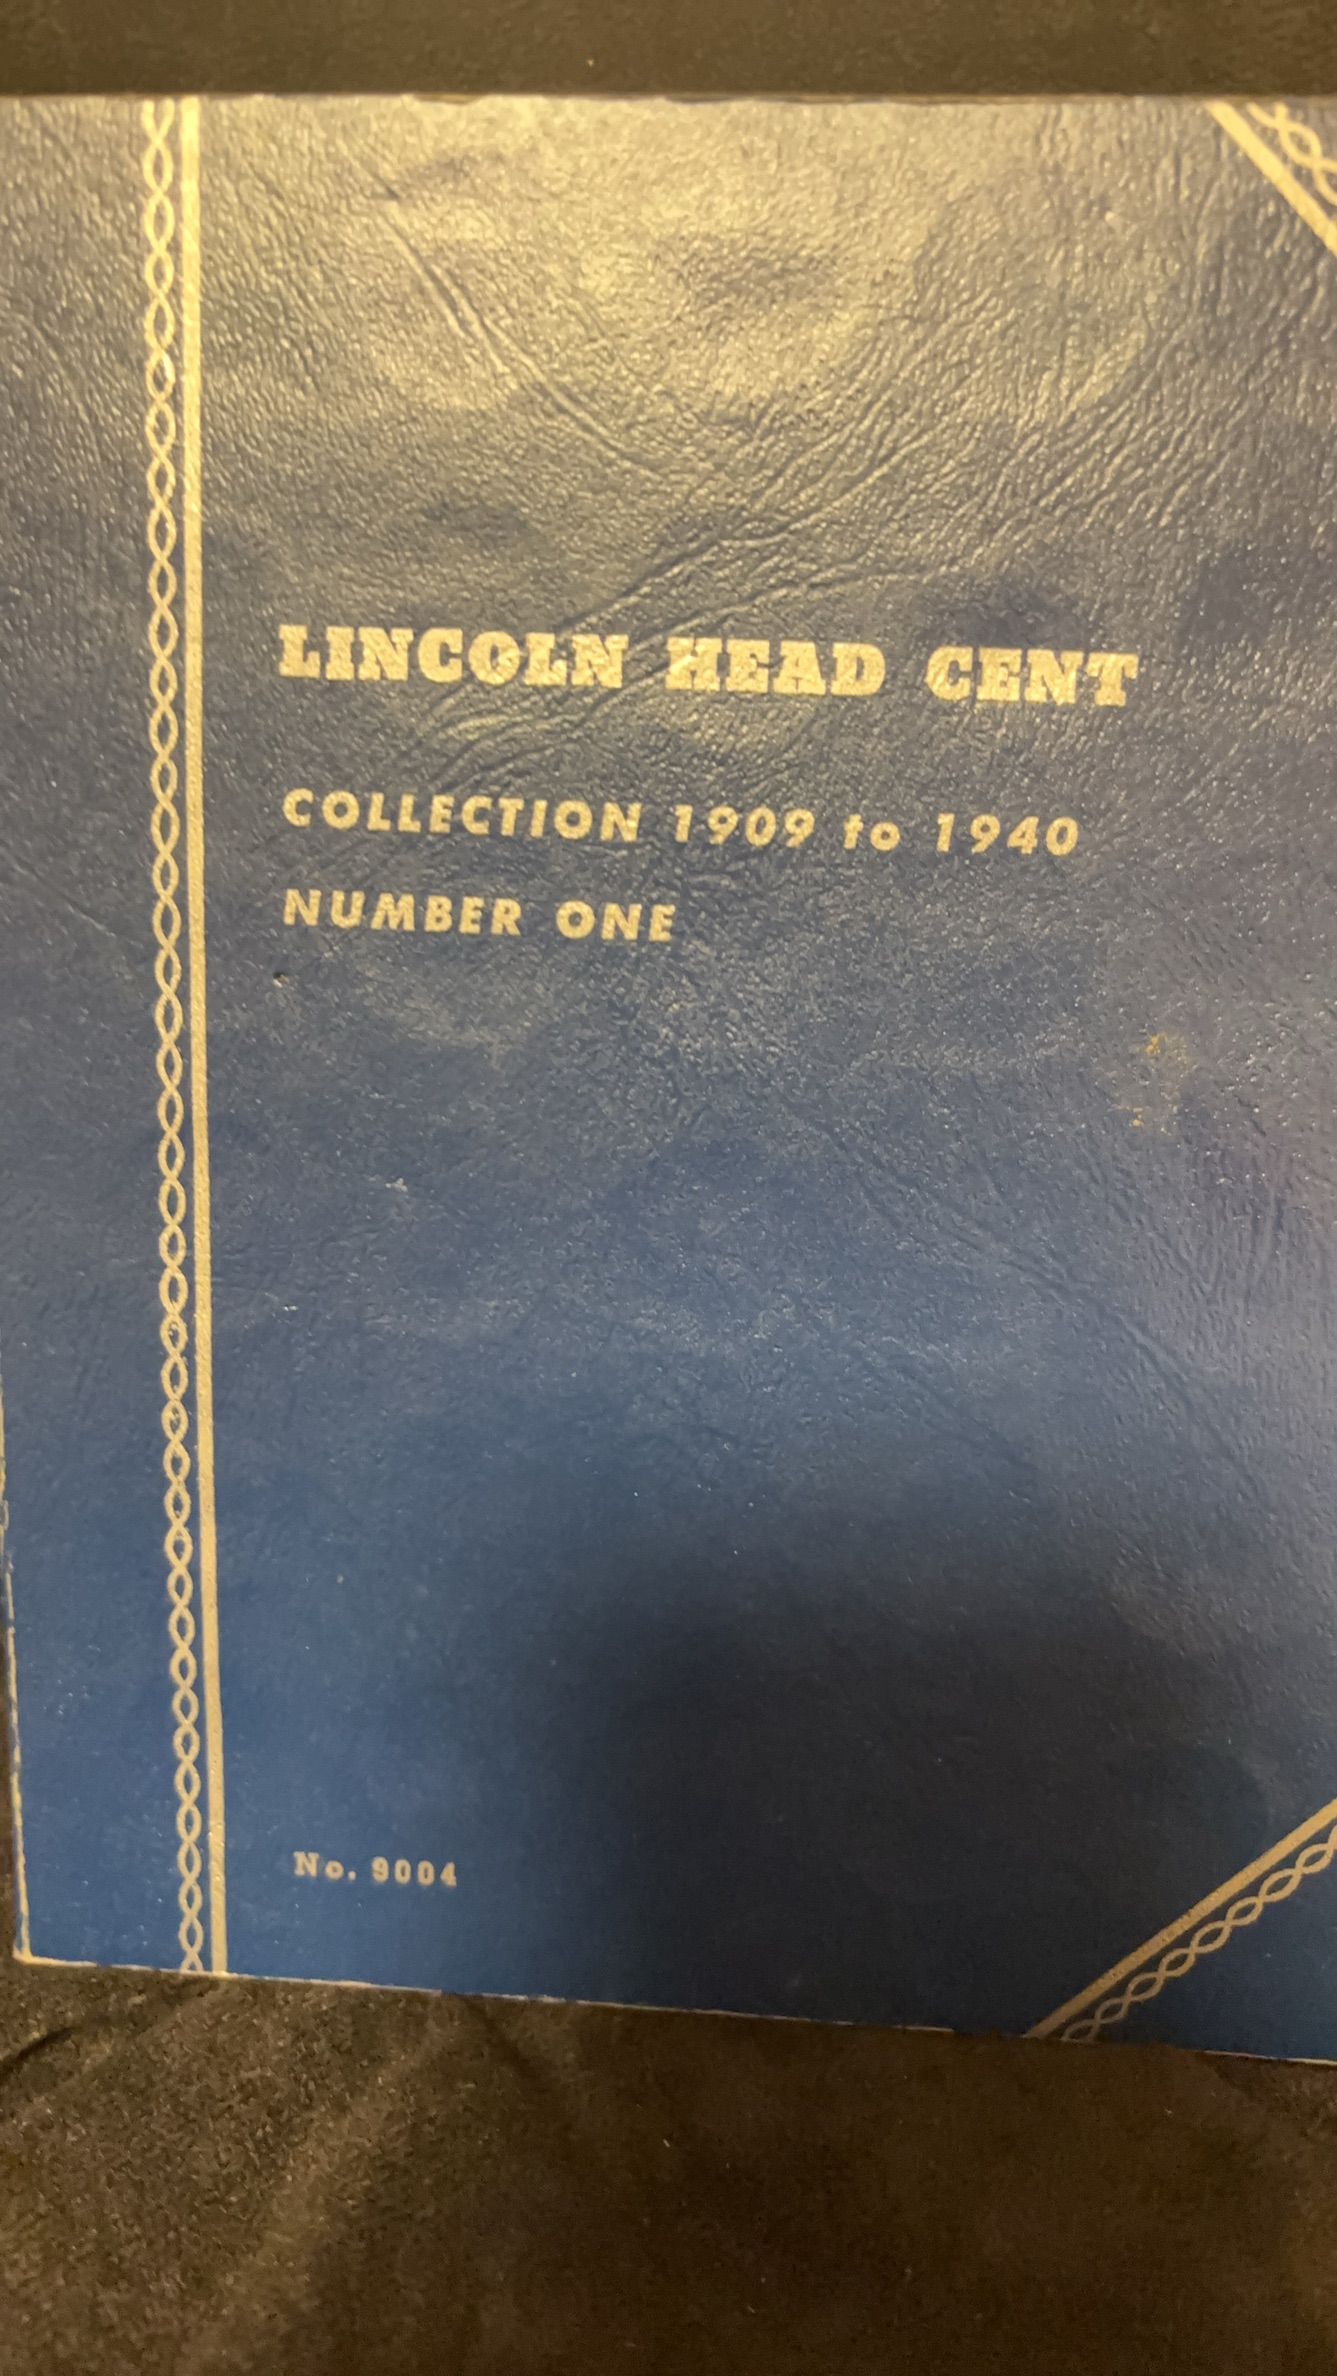 LINCOLN HEAD CENT
COLLECTION 1909 to 1940
NUMBER ONE
No. 9004